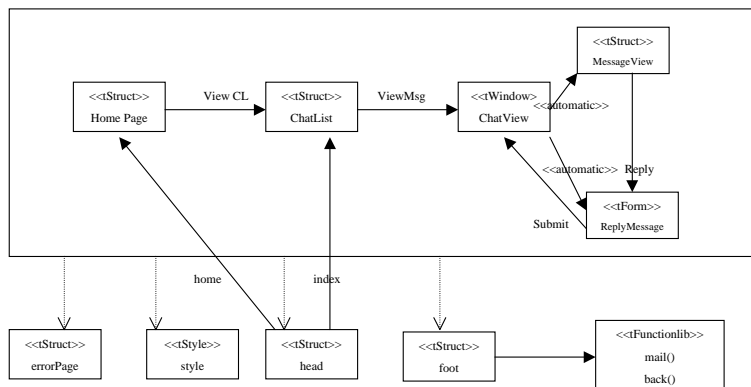 <<tStruct>>
MessageView
<<tStruct>>
Home Page
View CL
<<tStruct>>
ChatList
ViewMsg
<<tWindow>
ChatView
<<automatic>>
<<automatic>>
Reply
<<tForm>>
ReplyMessage
Submit
home
index
<<tStruct>>
errorPage
<<tStyle>>
style
<<tStruct>>
head
<<tStruct>>
foot
<<tFunctionlib>>
mail()
back()